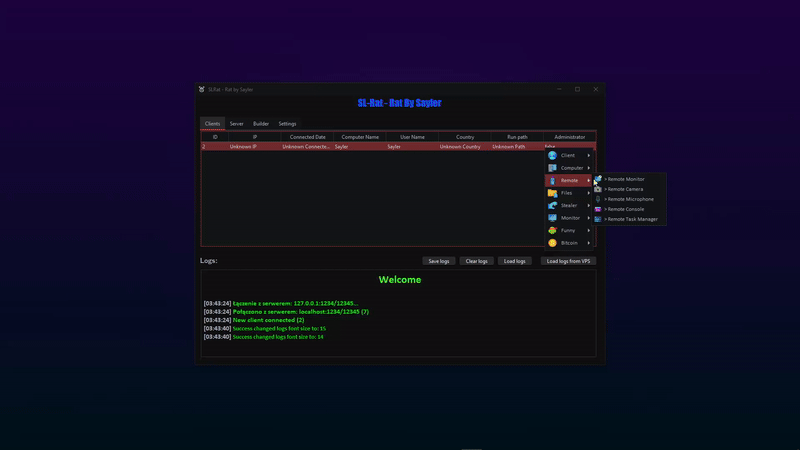 SLRat - Rat by Sayler
SL-Rat - Rat By Sayler
Clients Server Builder Settings
ID IP Connected Date Computer Name User Name Country Run path Administrator
2 Unknown IP Unknown Connecte... Sayler Sayler Unknown Country Unknown Path False
Client
Computer
Remote
Files
Stealer
Monitor
Funny
Bitcoin
> Remote Monitor
> Remote Camera
> Remote Microphone
> Remote Console
> Remote Task Manager
Logs: Save logs Clear logs Load logs Load logs from VPS
Welcome
[03:43:24] Łączenie z serwerem: 127.0.0.1:1234/12345...
[03:43:24] Połączono z serwerem: localhost:1234/12345 (7)
[03:43:24] New client connected (2)
[03:43:40] Success changed logs font size to: 15
[03:43:40] Success changed logs font size to: 14